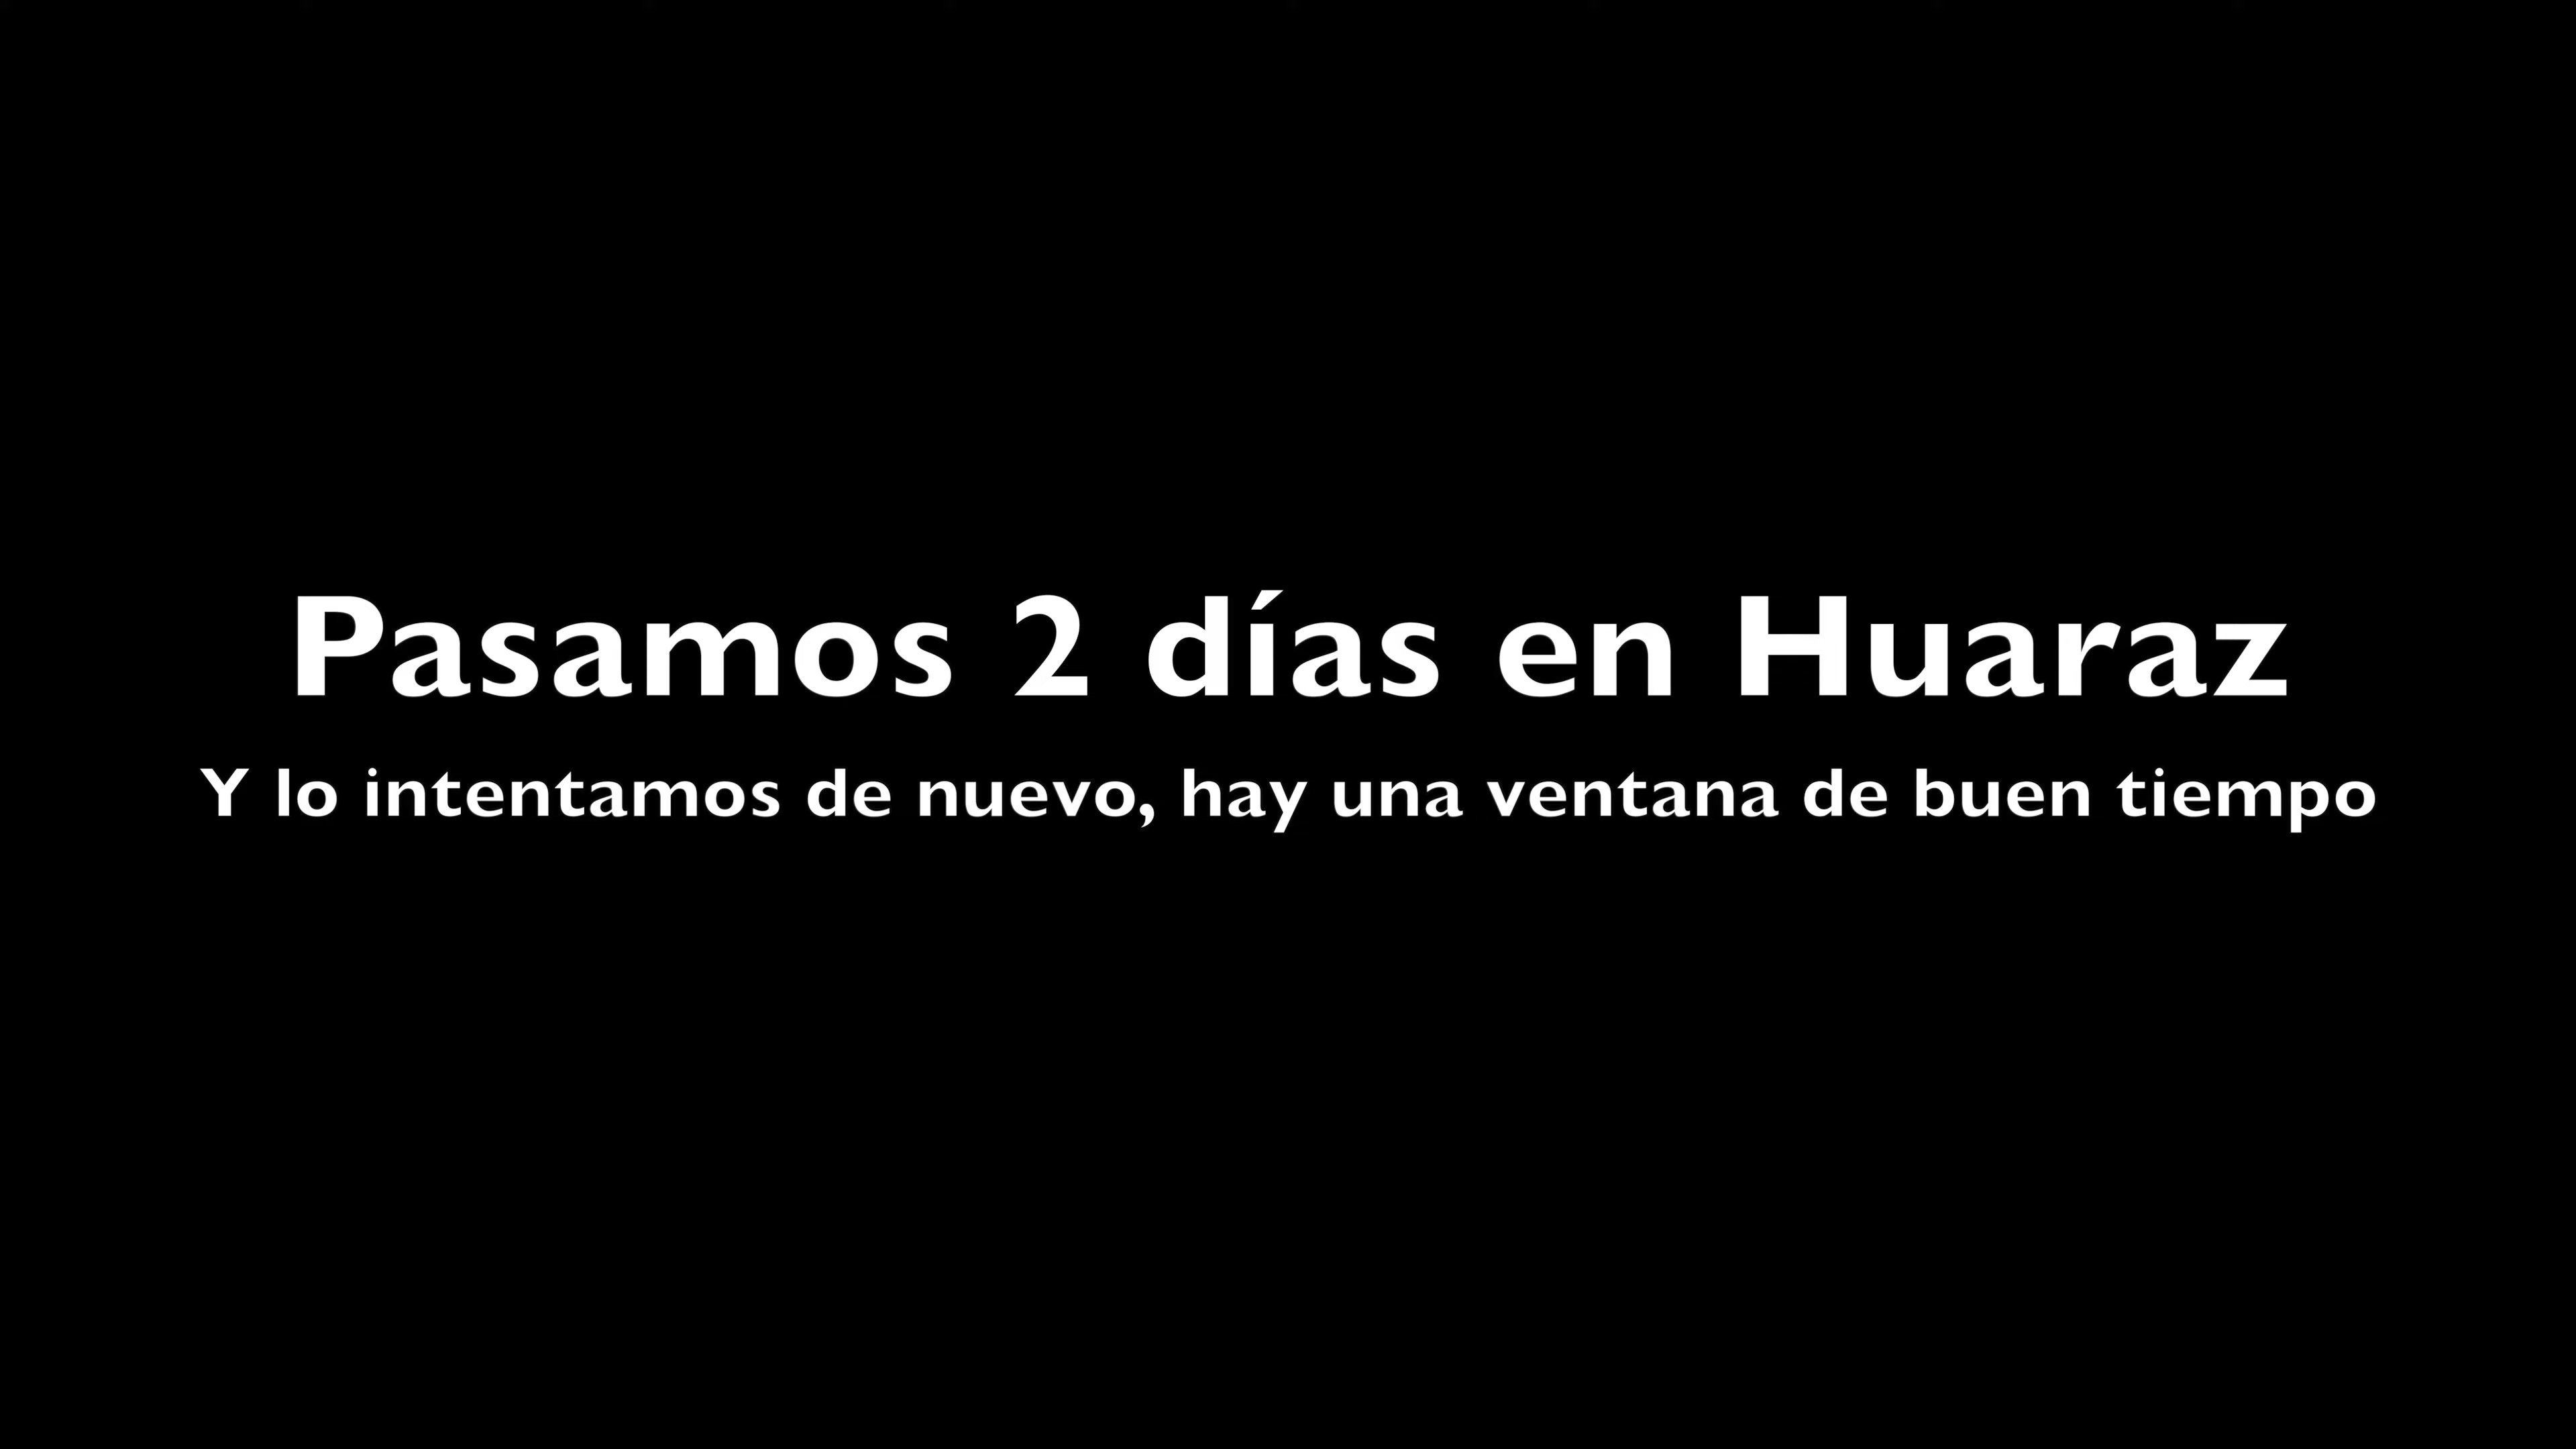 Pasamos 2 días en Huaraz
Y lo intentamos de nuevo, hay una ventana de buen tiempo